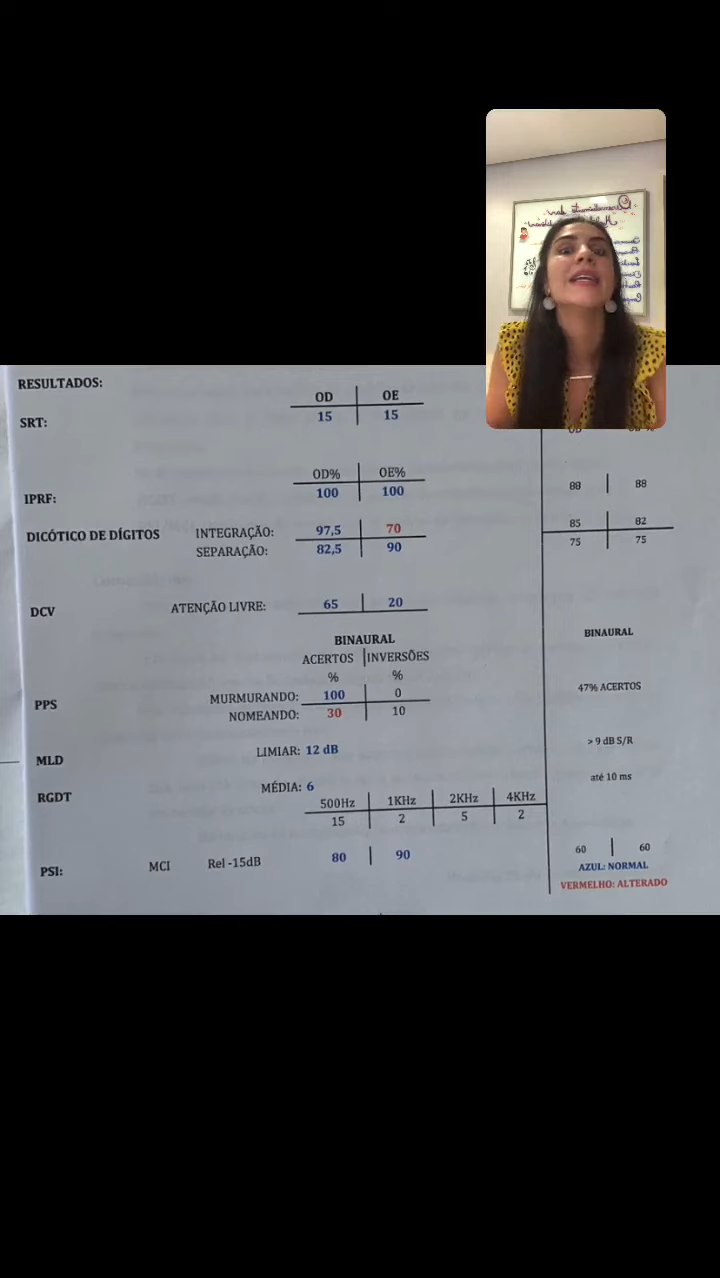 RESULTADOS:
OD OE
SRT: 15 15
OD% OE%
IPRF: 100 100 88 88
DICÓTICO DE DÍGITOS INTEGRAÇÃO: 97,5 70 85 82
SEPARAÇÃO: 82,5 90 75 75
DCV ATENÇÃO LIVRE: 65 20
BINAURAL BINAURAL
ACERTOS INVERSÕES
% %
PPS MURMURANDO: 100 0 47% ACERTOS
NOMEANDO: 30 10
MLD LIMIAR: 12 dB > 9 dB S/R
RGDT MÉDIA: 6 até 10 ms
500Hz 1KHz 2KHz 4KHz
15 2 5 2
PSI: MCI Rel -15dB 80 90 60 60
AZUL: NORMAL
VERMELHO: ALTERADO